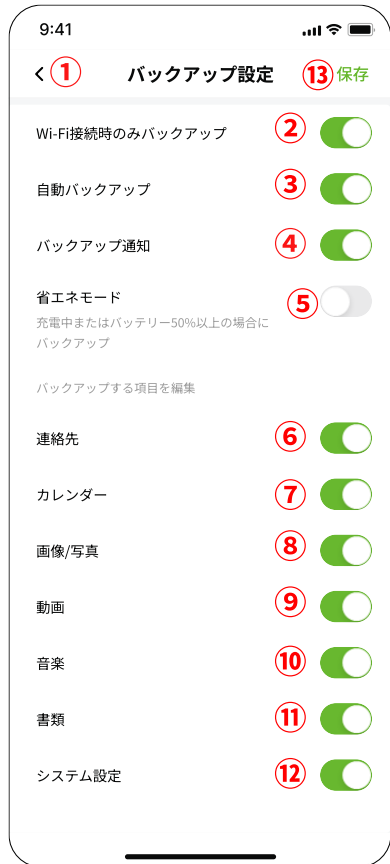 9:41
① バックアップ設定 ⑬ 保存
Wi-Fi接続時のみバックアップ ②
自動バックアップ ③
バックアップ通知 ④
省エネモード ⑤
充電中またはバッテリー50%以上の場合に
バックアップ
バックアップする項目を編集
連絡先 ⑥
カレンダー ⑦
画像/写真 ⑧
動画 ⑨
音楽 ⑩
書類 ⑪
システム設定 ⑫